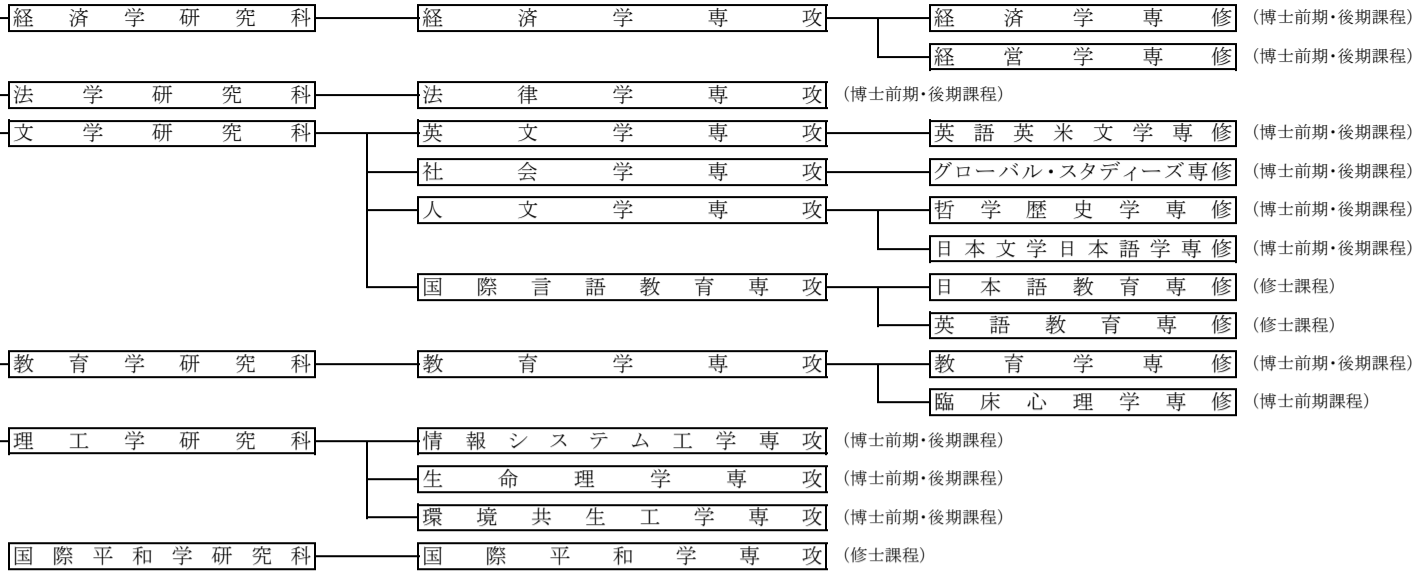 経済学研究科 経済学専攻 経済学専修 (博士前期・後期課程)
経営学専修 (博士前期・後期課程)
法学研究科 法律学専攻 (博士前期・後期課程)
文学研究科 英文学専攻 英語英米文学専修 (博士前期・後期課程)
社会学専攻 グローバル・スタディーズ専修 (博士前期・後期課程)
人文学専攻 哲学歴史学専修 (博士前期・後期課程)
日本文学日本語学専修 (博士前期・後期課程)
国際言語教育専攻 日本語教育専修 (修士課程)
英語教育専修 (修士課程)
教育学研究科 教育学専攻 教育学専修 (博士前期・後期課程)
臨床心理学専修 (博士前期課程)
理工学研究科 情報システム工学専攻 (博士前期・後期課程)
生命理学専攻 (博士前期・後期課程)
環境共生工学専攻 (博士前期・後期課程)
国際平和学研究科 国際平和学専攻 (修士課程)